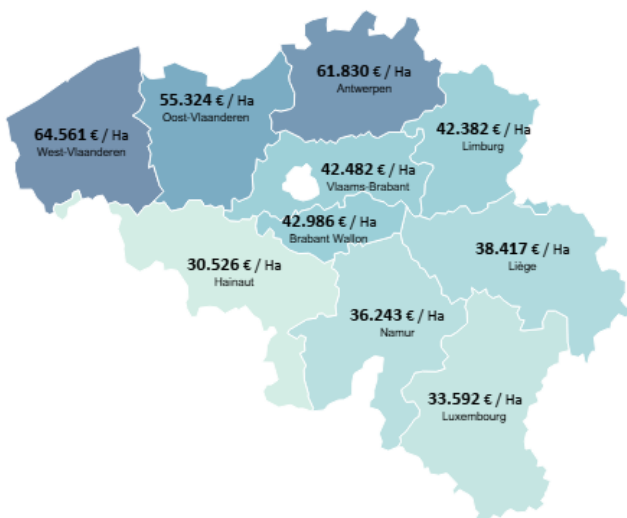 61.830 € / Ha
Antwerpen
55.324 € / Ha
Oost-Vlaanderen
64.561 € / Ha
West-Vlaanderen
42.382 € / Ha
Limburg
42.482 € / Ha
Vlaams-Brabant
42.986 € / Ha
Brabant Wallon
38.417 € / Ha
Liège
30.526 € / Ha
Hainaut
36.243 € / Ha
Namur
33.592 € / Ha
Luxembourg